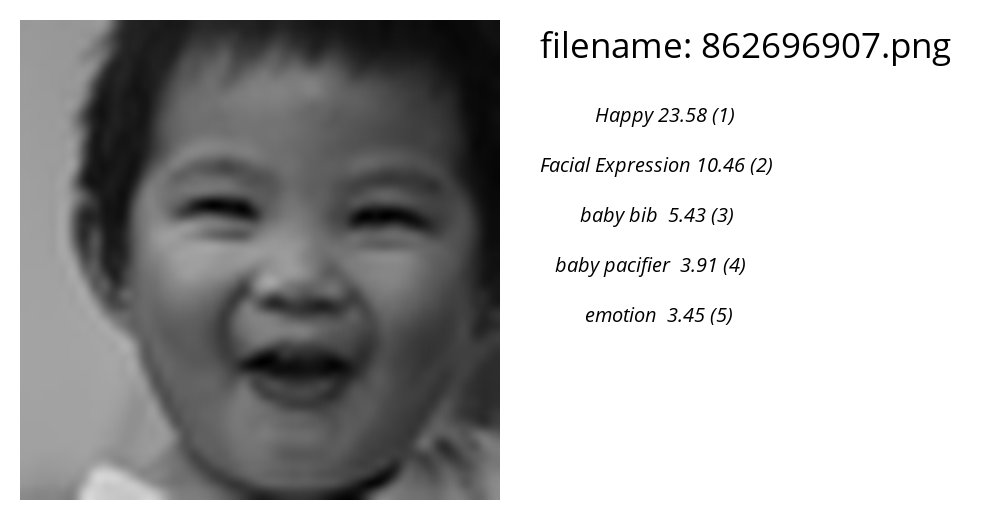 filename: 862696907.png
Happy 23.58 (1)
Facial Expression 10.46 (2)
baby bib 5.43 (3)
baby pacifier 3.91 (4)
emotion 3.45 (5)